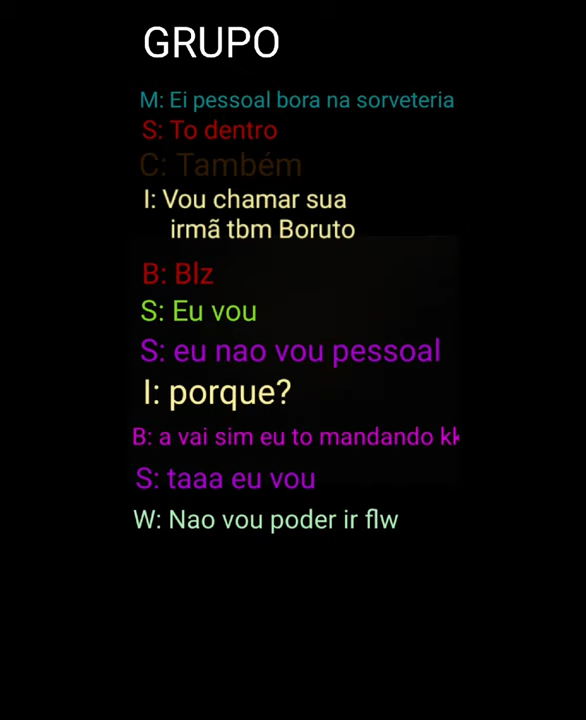 GRUPO
M: Ei pessoal bora na sorveteria
S: To dentro
C: Também
I: Vou chamar sua
irmã tbm Boruto
B: Blz
S: Eu vou
S: eu nao vou pessoal
I: porque?
B: a vai sim eu to mandando kk
S: taaa eu vou
W: Nao vou poder ir flw